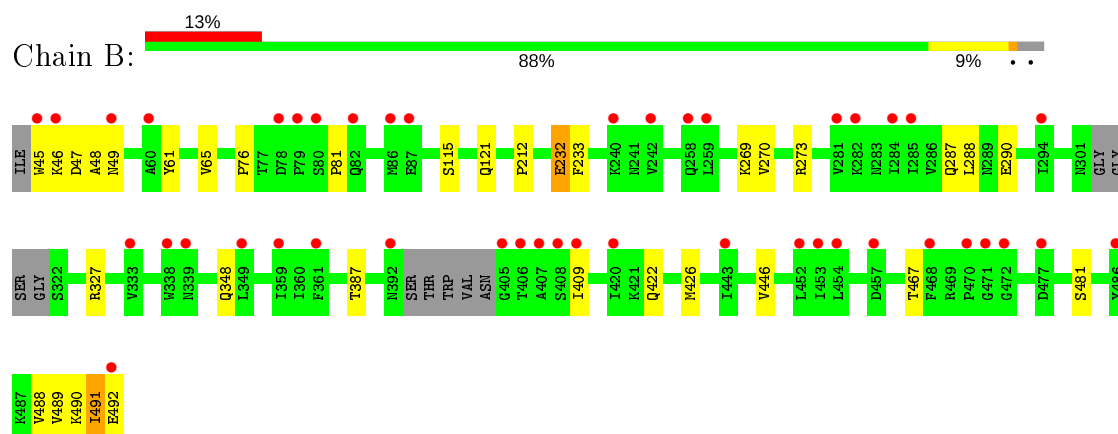 13%
Chain B:
88% 9% • •
ILE W45 K46 D47 A48 N49 A60 Y61 V65 P76 T77 D78 P79 S80 P81 Q82 M86 E87 S115 Q121 P212 E232 F233 K240 N241 V242 Q258 L259 K269 V270 R273 V281 K282 N283 I284 I285 V286 Q287 L288 N289 E290 I294 N301 GLY GLY
SER GLY S322 R327 V333 W338 N339 Q348 L349 I359 I360 F361 T387 N392 SER THR TRP VAL ASN G405 T406 A407 S408 I409 I420 K421 Q422 M426 I443 V446 L452 I453 L454 D457 T467 F468 R469 P470 G471 G472 D477 S481 Y486
K487 V488 V489 K490 I491 E492